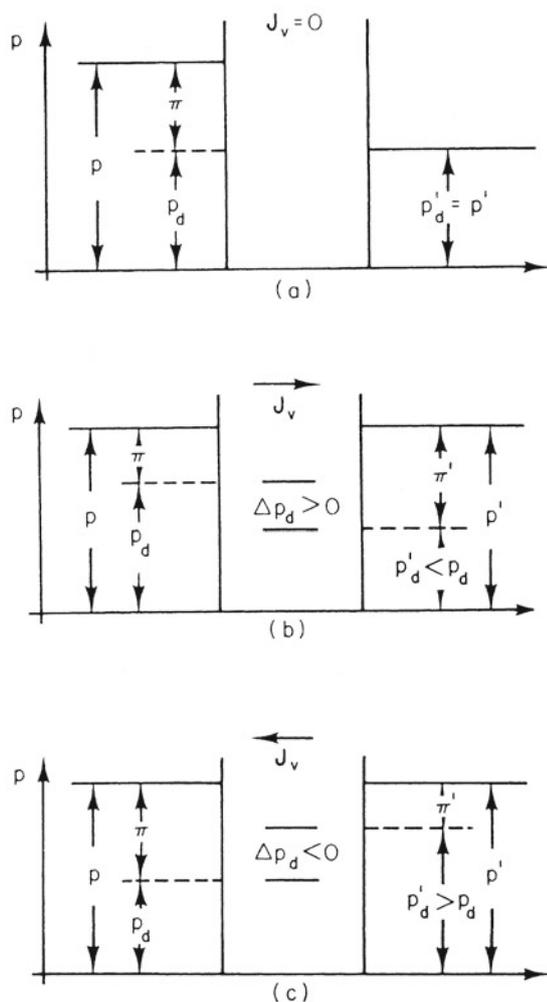 p
J_v = 0
π
p
p_d
p'_d = p'
(a)
J_v
p
π
π'
p
Δp_d > 0
p'
p_d
p'_d < p_d
(b)
J_v
p
π
π'
p
Δp_d < 0
p'
p_d
p'_d > p_d
(c)